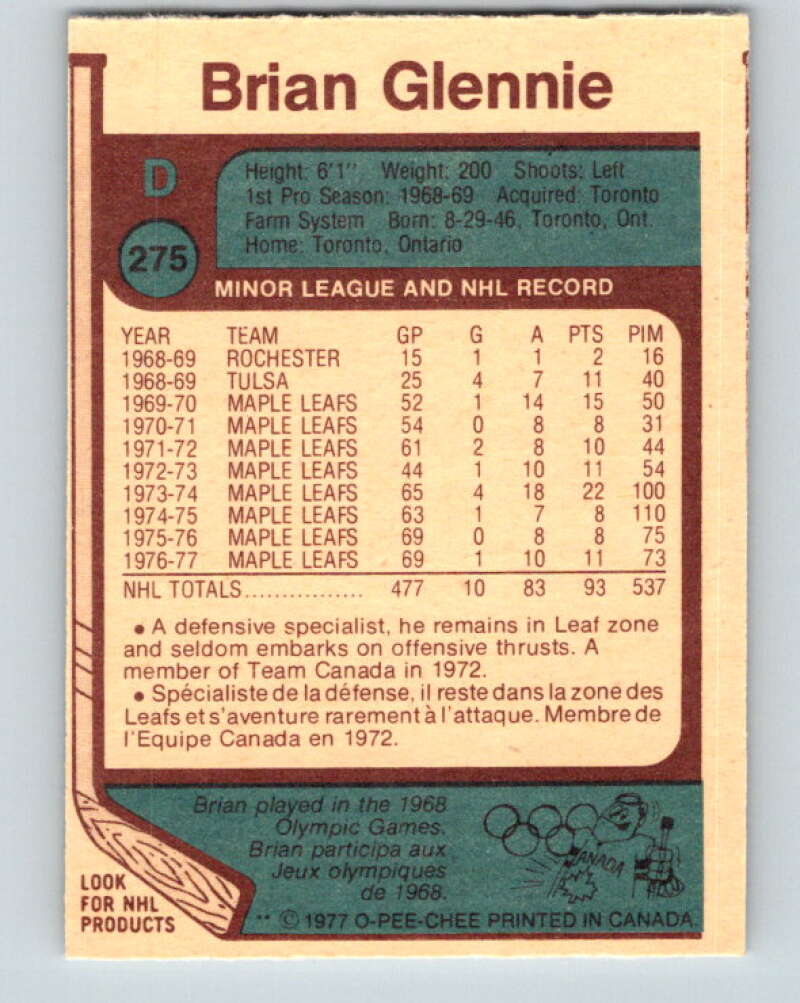 Brian Glennie
D
275
Height: 6'1" Weight: 200 Shoots: Left
1st Pro Season: 1968-69 Acquired: Toronto
Farm System Born: 8-29-46, Toronto, Ont.
Home: Toronto, Ontario
MINOR LEAGUE AND NHL RECORD
YEAR TEAM GP G A PTS PIM
1968-69 ROCHESTER 15 1 1 2 16
1968-69 TULSA 25 4 7 11 40
1969-70 MAPLE LEAFS 52 1 14 15 50
1970-71 MAPLE LEAFS 54 0 8 8 31
1971-72 MAPLE LEAFS 61 2 8 10 44
1972-73 MAPLE LEAFS 44 1 10 11 54
1973-74 MAPLE LEAFS 65 4 18 22 100
1974-75 MAPLE LEAFS 63 1 7 8 110
1975-76 MAPLE LEAFS 69 0 8 8 75
1976-77 MAPLE LEAFS 69 1 10 11 73
NHL TOTALS................ 477 10 83 93 537
• A defensive specialist, he remains in Leaf zone
and seldom embarks on offensive thrusts. A
member of Team Canada in 1972.
• Spécialiste de la défense, il reste dans la zone des
Leafs et s'aventure rarement à l'attaque. Membre de
l'Equipe Canada en 1972.
Brian played in the 1968
Olympic Games.
Brian participa aux
Jeux olympiques
de 1968.
CANADA
LOOK
FOR NHL
PRODUCTS
** © 1977 O-PEE-CHEE PRINTED IN CANADA.